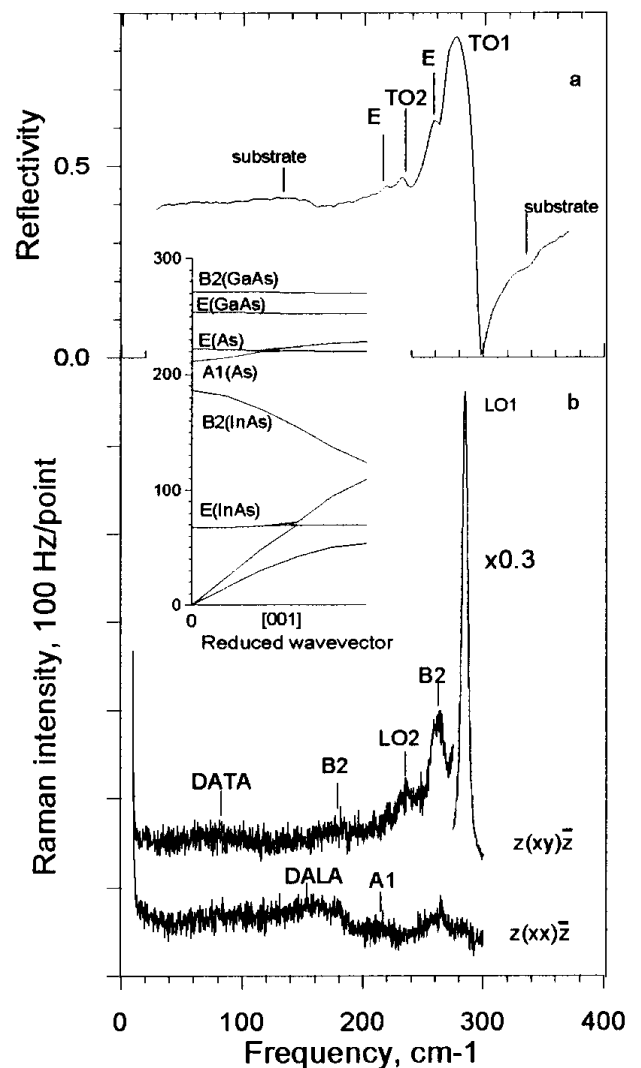 TO1
E
a
TO2
E
substrate
substrate
Reflectivity
0.5
0.0
300
200
100
0
B2(GaAs)
E(GaAs)
E(As)
A1(As)
B2(InAs)
E(InAs)
0
[001]
Reduced wavevector
LO1
b
x0.3
B2
LO2
B2
DATA
z(xy)z̄
DALA
A1
z(xx)z̄
Raman intensity, 100 Hz/point
0
100
200
300
400
Frequency, cm-1